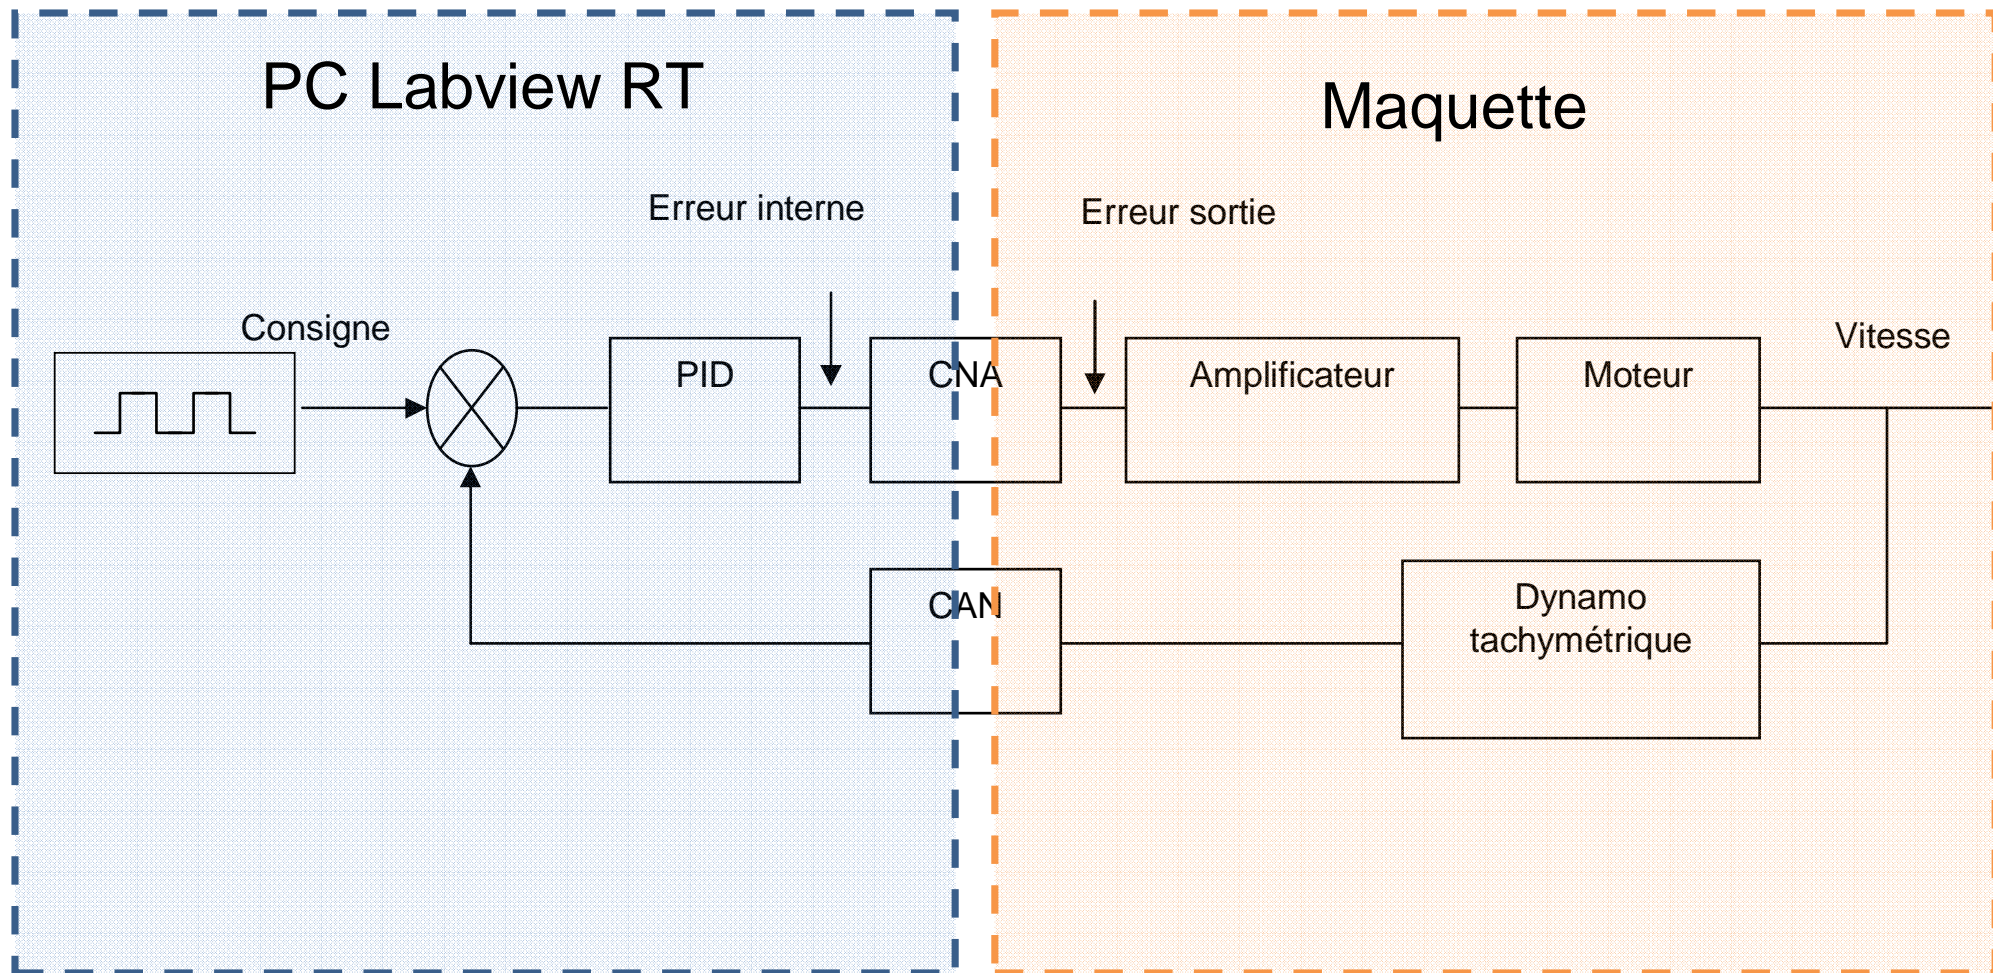 PC Labview RT
Maquette
Erreur interne
Erreur sortie
Consigne
Vitesse
PID
CNA
Amplificateur
Moteur
CAN
Dynamo
tachymétrique